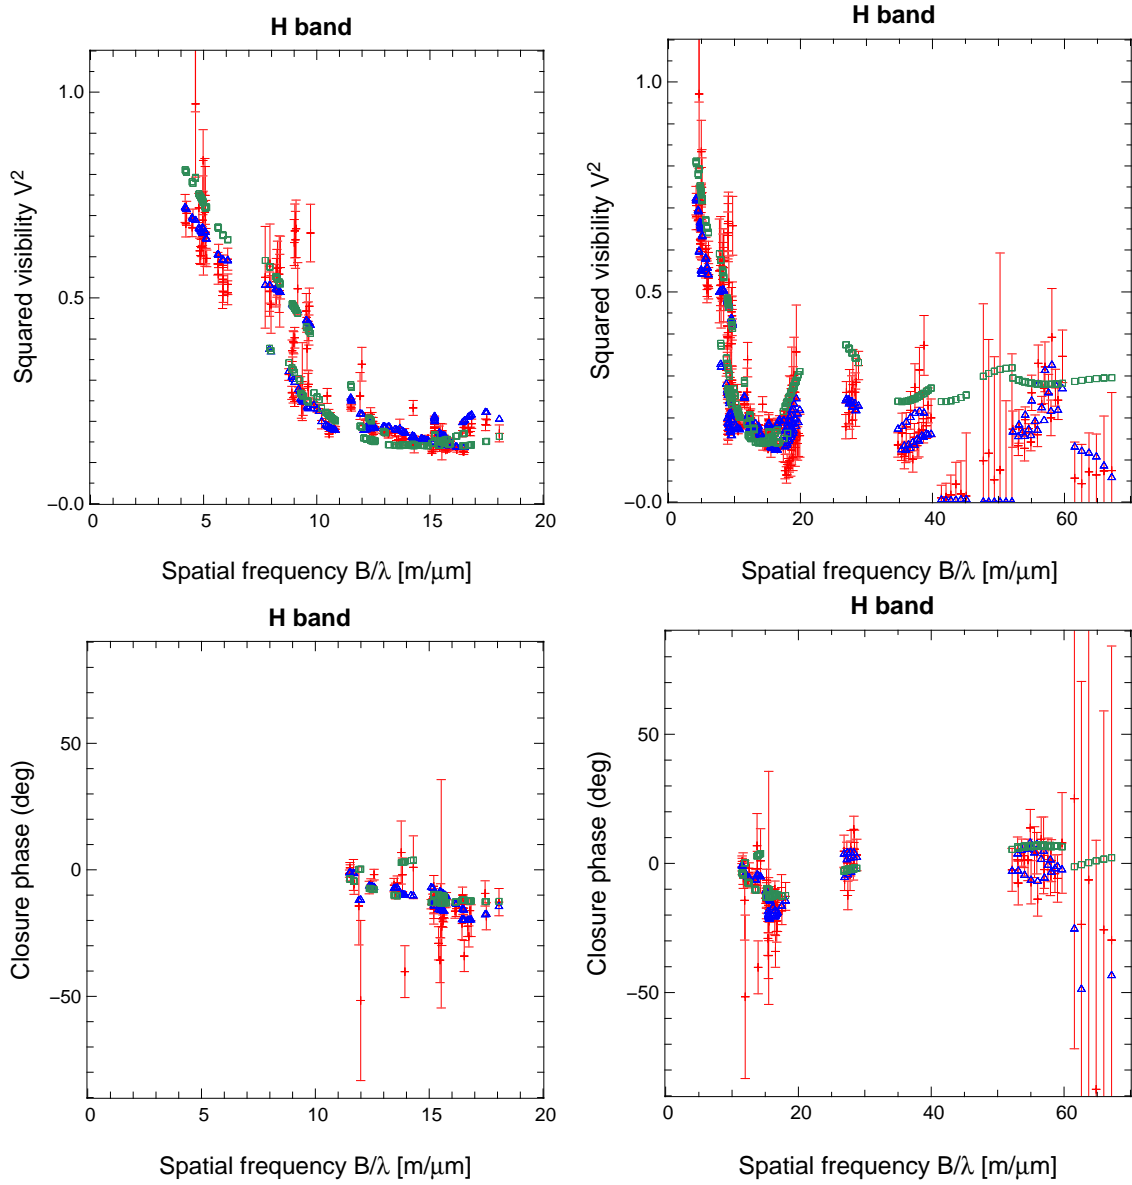 H band
H band
1.0
0.5
−0.0
0
5
10
15
20
Squared visibility V²
Spatial frequency B/λ [m/μm]
1.0
0.5
−0.0
0
20
40
60
Squared visibility V²
Spatial frequency B/λ [m/μm]
H band
H band
50
0
−50
0
5
10
15
20
Closure phase (deg)
Spatial frequency B/λ [m/μm]
50
0
−50
0
20
40
60
Closure phase (deg)
Spatial frequency B/λ [m/μm]